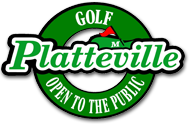 GOLF
Platteville
M
OPEN TO THE PUBLIC